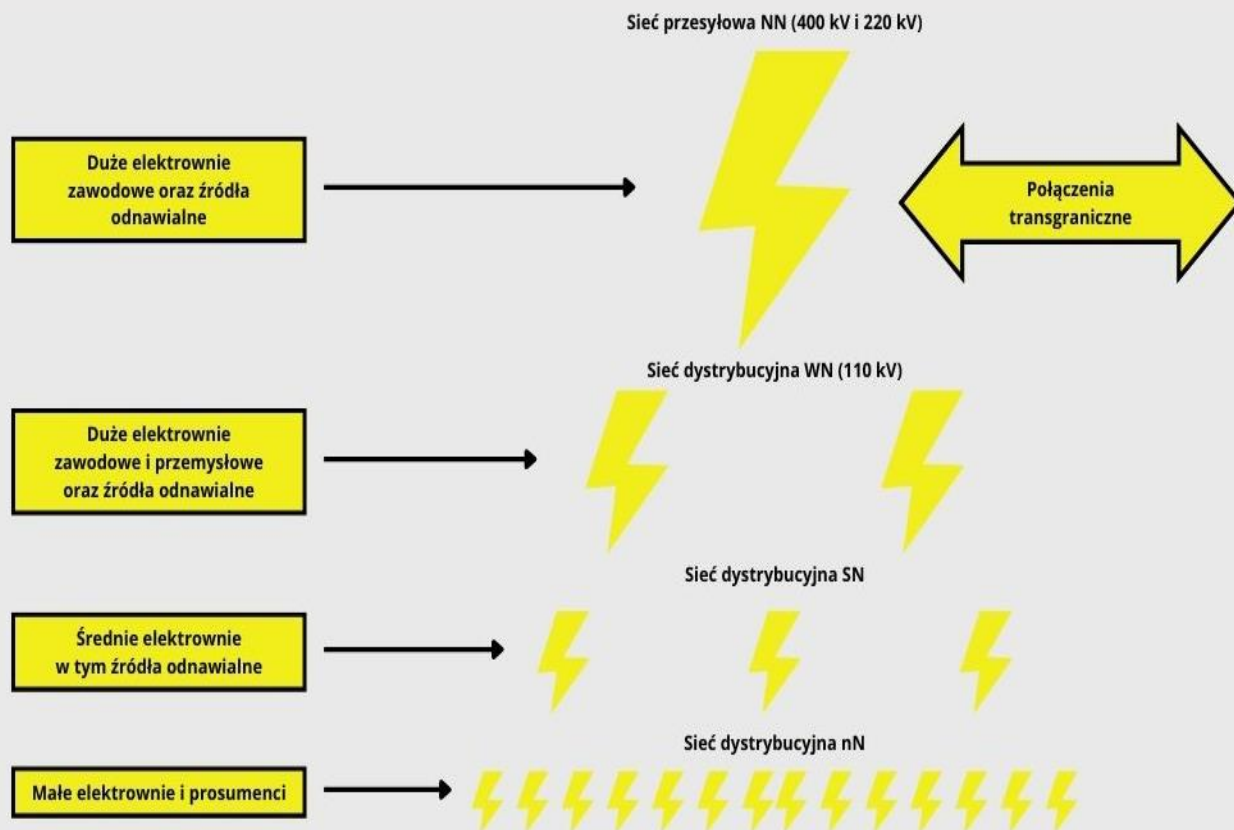 Sieć przesyłowa NN (400 kV i 220 kV)
Duże elektrownie
zawodowe oraz źródła
odnawialne
Połączenia
transgraniczne
Sieć dystrybucyjna WN (110 kV)
Duże elektrownie
zawodowe i przemysłowe
oraz źródła odnawialne
Sieć dystrybucyjna SN
Średnie elektrownie
w tym źródła odnawialne
Sieć dystrybucyjna nN
Małe elektrownie i prosumenci